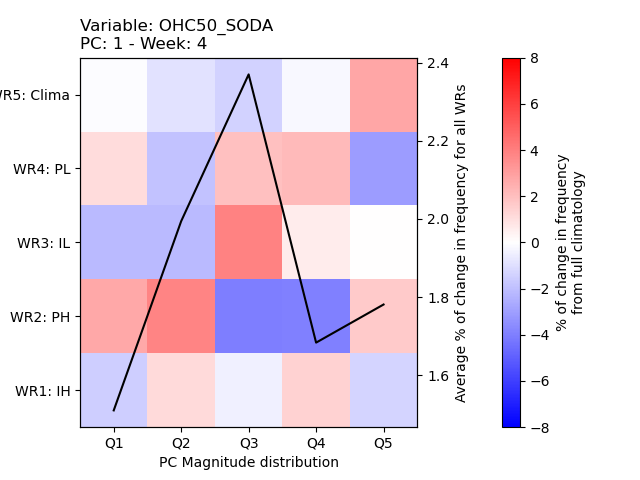 Variable: OHC50_SODA
PC: 1 - Week: 4
WR5: Clima
WR4: PL
WR3: IL
WR2: PH
WR1: IH
Q1 Q2 Q3 Q4 Q5
PC Magnitude distribution
2.4
2.2
2.0
1.8
1.6
Average % of change in frequency for all WRs
8
6
4
2
0
−2
−4
−6
−8
% of change in frequency
from full climatology